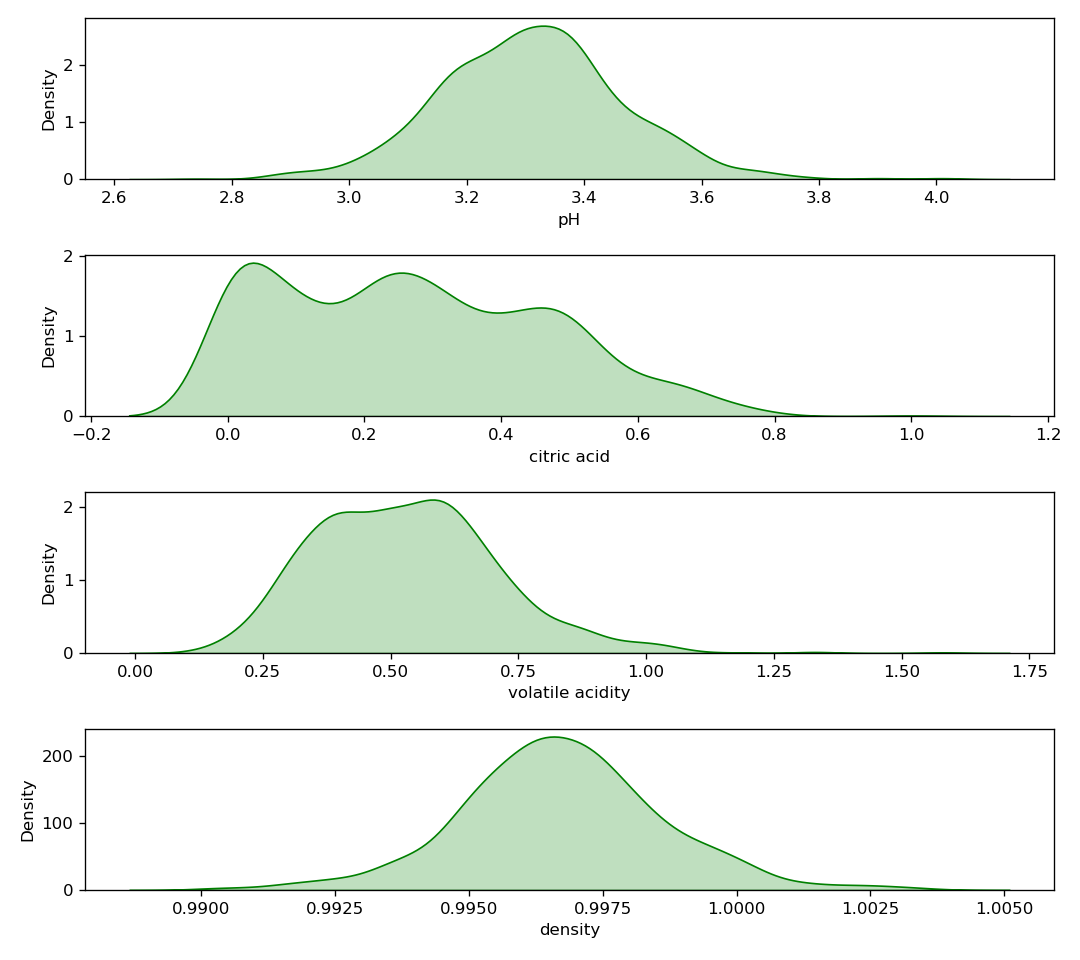 Density
2
1
0
2.6 2.8 3.0 3.2 3.4 3.6 3.8 4.0
pH
Density
2
1
0
−0.2 0.0 0.2 0.4 0.6 0.8 1.0 1.2
citric acid
Density
2
1
0
0.00 0.25 0.50 0.75 1.00 1.25 1.50 1.75
volatile acidity
Density
200
100
0
0.9900 0.9925 0.9950 0.9975 1.0000 1.0025 1.0050
density